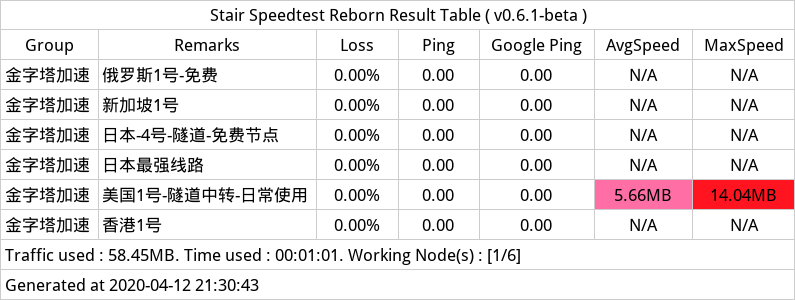 Stair Speedtest Reborn Result Table ( v0.6.1-beta )
Group Remarks Loss Ping Google Ping AvgSpeed MaxSpeed
金字塔加速 俄罗斯1号-免费 0.00% 0.00 0.00 N/A N/A
金字塔加速 新加坡1号 0.00% 0.00 0.00 N/A N/A
金字塔加速 日本-4号-隧道-免费节点 0.00% 0.00 0.00 N/A N/A
金字塔加速 日本最强线路 0.00% 0.00 0.00 N/A N/A
金字塔加速 美国1号-隧道中转-日常使用 0.00% 0.00 0.00 5.66MB 14.04MB
金字塔加速 香港1号 0.00% 0.00 0.00 N/A N/A
Traffic used : 58.45MB. Time used : 00:01:01. Working Node(s) : [1/6]
Generated at 2020-04-12 21:30:43